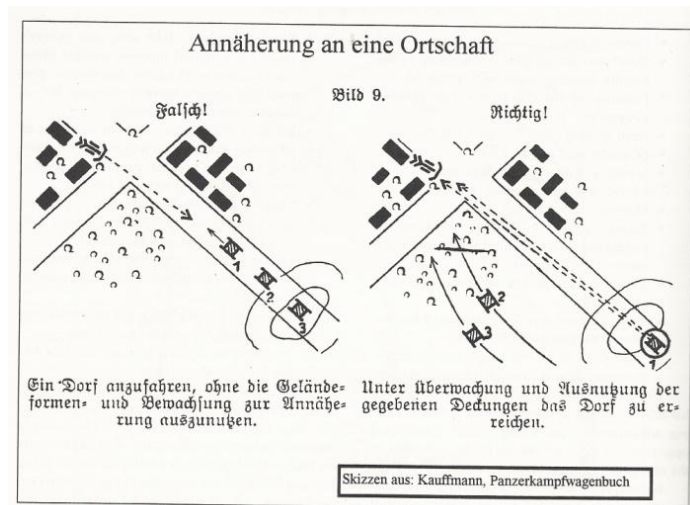 Annäherung an eine Ortschaft
Bild 9.
Falsch!
Richtig!
1
2
3
2
3
1
Ein Dorf anzufahren, ohne die Gelände-
formen- und Bewachsung zur Annähe-
rung auszunutzen.
Unter Überwachung und Ausnutzung der
gegebenen Deckungen das Dorf zu er-
reichen.
Skizzen aus: Kauffmann, Panzerkampfwagenbuch